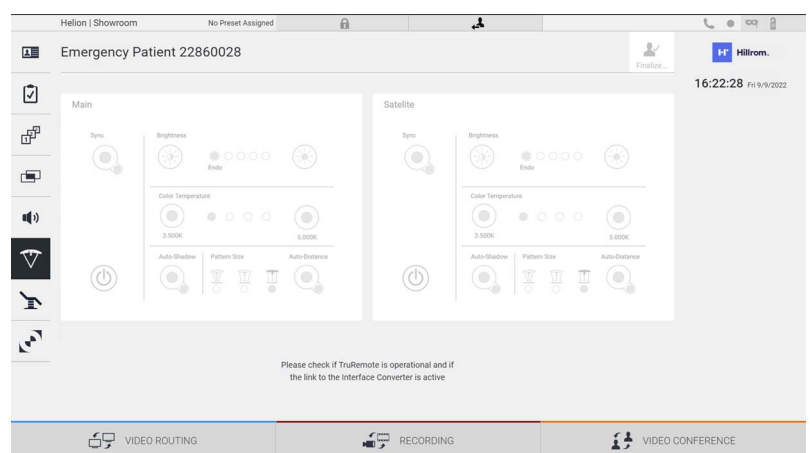 Helion | Showroom
No Preset Assigned
Emergency Patient 22860028
Finalize...
Hillrom.
16:22:28 Fri 9/9/2022
Main
Sync
Brightness
Endo
Color Temperature
3.500K
5.000K
Auto-Shadow
Pattern Size
Auto-Distance
Satelite
Sync
Brightness
Endo
Color Temperature
3.500K
5.000K
Auto-Shadow
Pattern Size
Auto-Distance
Please check if TruRemote is operational and if
the link to the Interface Converter is active
VIDEO ROUTING
RECORDING
VIDEO CONFERENCE